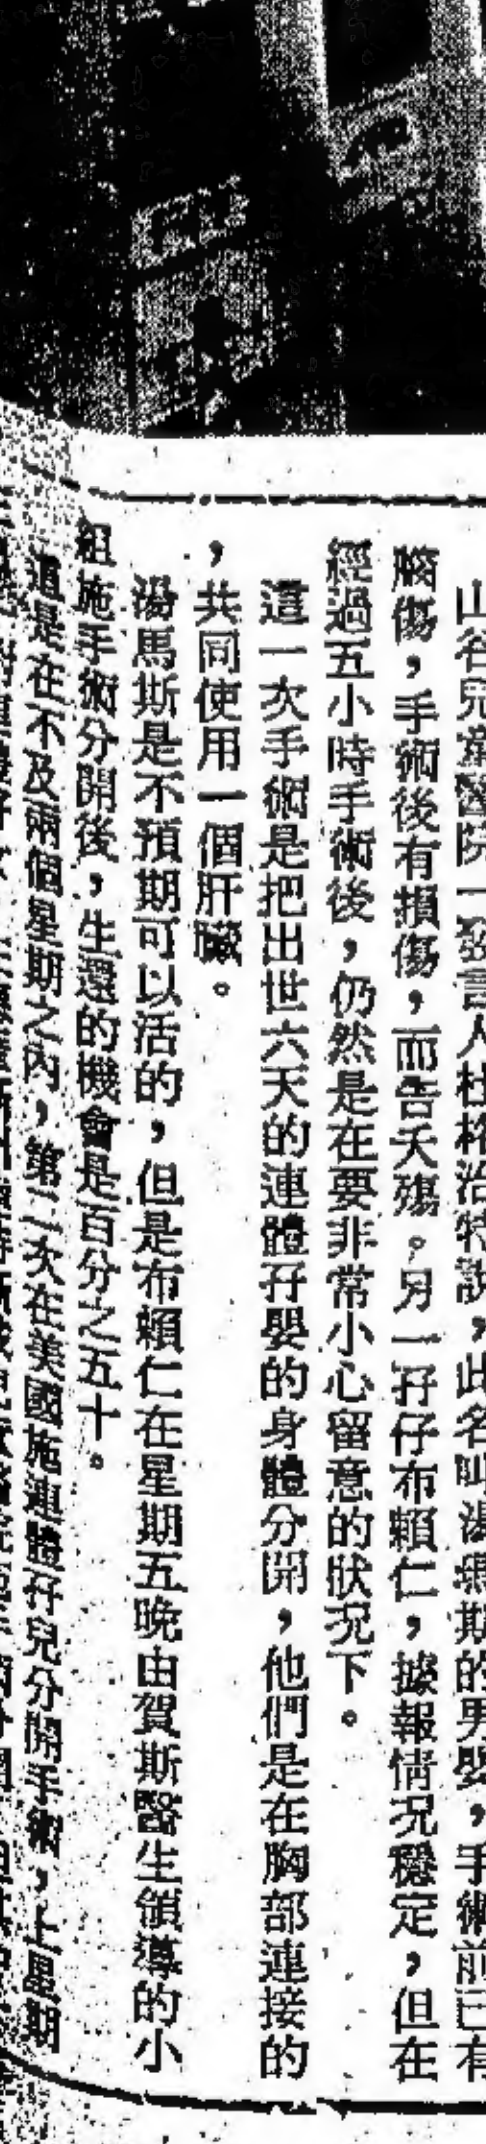 山谷兒童醫院一發言人杜格治特説，此名叫湯瑪斯的男嬰，手術前已有
腦傷，手術後有損傷，而告夭殤。另一孖仔布賴仁，據報情況穩定，但在
經過五小時手術後，仍然是在要非常小心留意的狀況下。
這一次手術是把出世六天的連體孖嬰的身體分開，他們是在胸部連接的
，共同使用一個肝臟。
湯馬斯是不預期可以活的，但是布賴仁在星期五晚由賀斯醫生領導的小
組施手術分開後，生還的機會是百分之五十。
這是在不及兩個星期之內，第二次在美國施連體孖兒分開手術，上星期